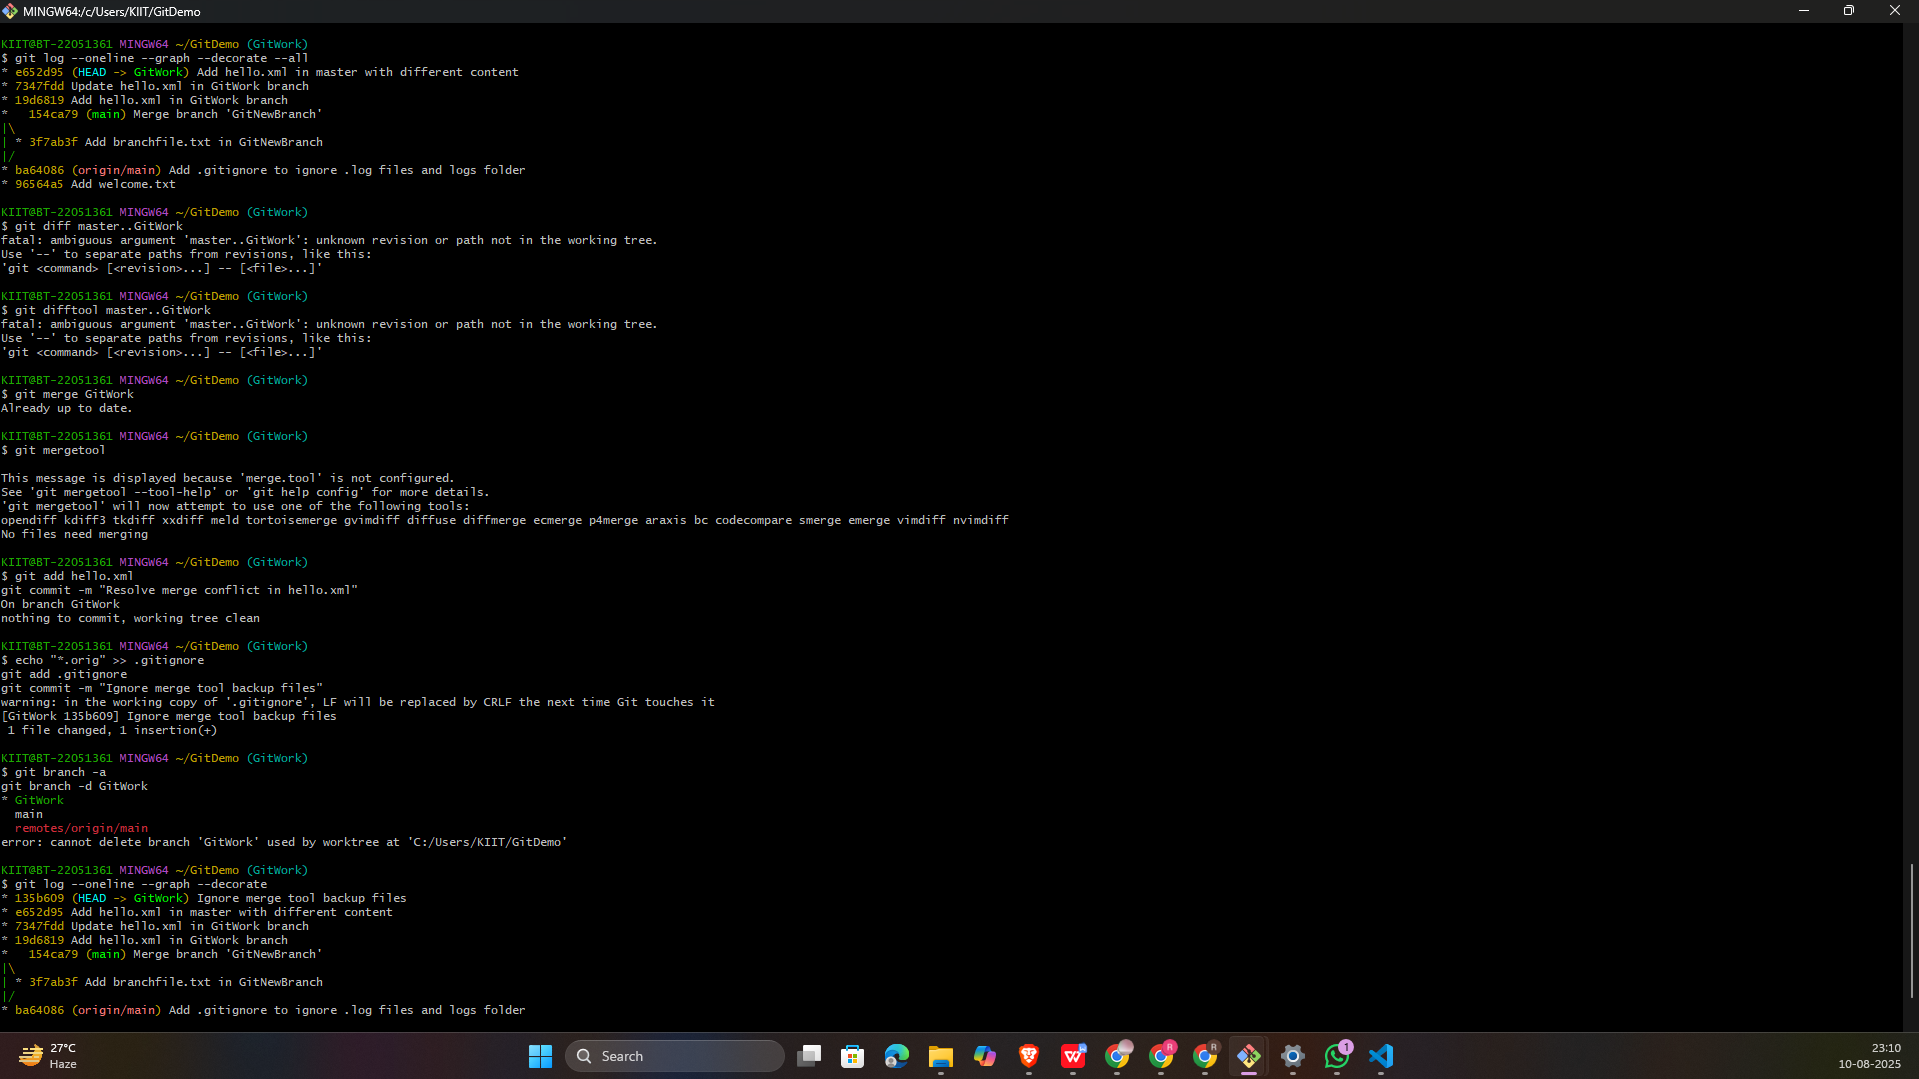 MINGW64:/c/Users/KIIT/GitDemo
KIIT@BT-22051361 MINGW64 ~/GitDemo (GitWork)
$ git log --oneline --graph --decorate --all
* e652d95 (HEAD -> GitWork) Add hello.xml in master with different content
* 7347fdd Update hello.xml in GitWork branch
* 19d6819 Add hello.xml in GitWork branch
*   154ca79 (main) Merge branch 'GitNewBranch'
|\
| * 3f7ab3f Add branchfile.txt in GitNewBranch
|/
* ba64086 (origin/main) Add .gitignore to ignore .log files and logs folder
* 96564a5 Add welcome.txt
KIIT@BT-22051361 MINGW64 ~/GitDemo (GitWork)
$ git diff master..GitWork
fatal: ambiguous argument 'master..GitWork': unknown revision or path not in the working tree.
Use '--' to separate paths from revisions, like this:
'git <command> [<revision>...] -- [<file>...]'
KIIT@BT-22051361 MINGW64 ~/GitDemo (GitWork)
$ git difftool master..GitWork
fatal: ambiguous argument 'master..GitWork': unknown revision or path not in the working tree.
Use '--' to separate paths from revisions, like this:
'git <command> [<revision>...] -- [<file>...]'
KIIT@BT-22051361 MINGW64 ~/GitDemo (GitWork)
$ git merge GitWork
Already up to date.
KIIT@BT-22051361 MINGW64 ~/GitDemo (GitWork)
$ git mergetool
This message is displayed because 'merge.tool' is not configured.
See 'git mergetool --tool-help' or 'git help config' for more details.
'git mergetool' will now attempt to use one of the following tools:
opendiff kdiff3 tkdiff xxdiff meld tortoisemerge gvimdiff diffuse diffmerge ecmerge p4merge araxis bc codecompare smerge emerge vimdiff nvimdiff
No files need merging
KIIT@BT-22051361 MINGW64 ~/GitDemo (GitWork)
$ git add hello.xml
git commit -m "Resolve merge conflict in hello.xml"
On branch GitWork
nothing to commit, working tree clean
KIIT@BT-22051361 MINGW64 ~/GitDemo (GitWork)
$ echo "*.orig" >> .gitignore
git add .gitignore
git commit -m "Ignore merge tool backup files"
warning: in the working copy of '.gitignore', LF will be replaced by CRLF the next time Git touches it
[GitWork 135b609] Ignore merge tool backup files
 1 file changed, 1 insertion(+)
KIIT@BT-22051361 MINGW64 ~/GitDemo (GitWork)
$ git branch -a
git branch -d GitWork
* GitWork
  main
  remotes/origin/main
error: cannot delete branch 'GitWork' used by worktree at 'C:/Users/KIIT/GitDemo'
KIIT@BT-22051361 MINGW64 ~/GitDemo (GitWork)
$ git log --oneline --graph --decorate
* 135b609 (HEAD -> GitWork) Ignore merge tool backup files
* e652d95 Add hello.xml in master with different content
* 7347fdd Update hello.xml in GitWork branch
* 19d6819 Add hello.xml in GitWork branch
*   154ca79 (main) Merge branch 'GitNewBranch'
|\
| * 3f7ab3f Add branchfile.txt in GitNewBranch
|/
* ba64086 (origin/main) Add .gitignore to ignore .log files and logs folder
27°C
Haze
Search
R
R
1
23:10
10-08-2025